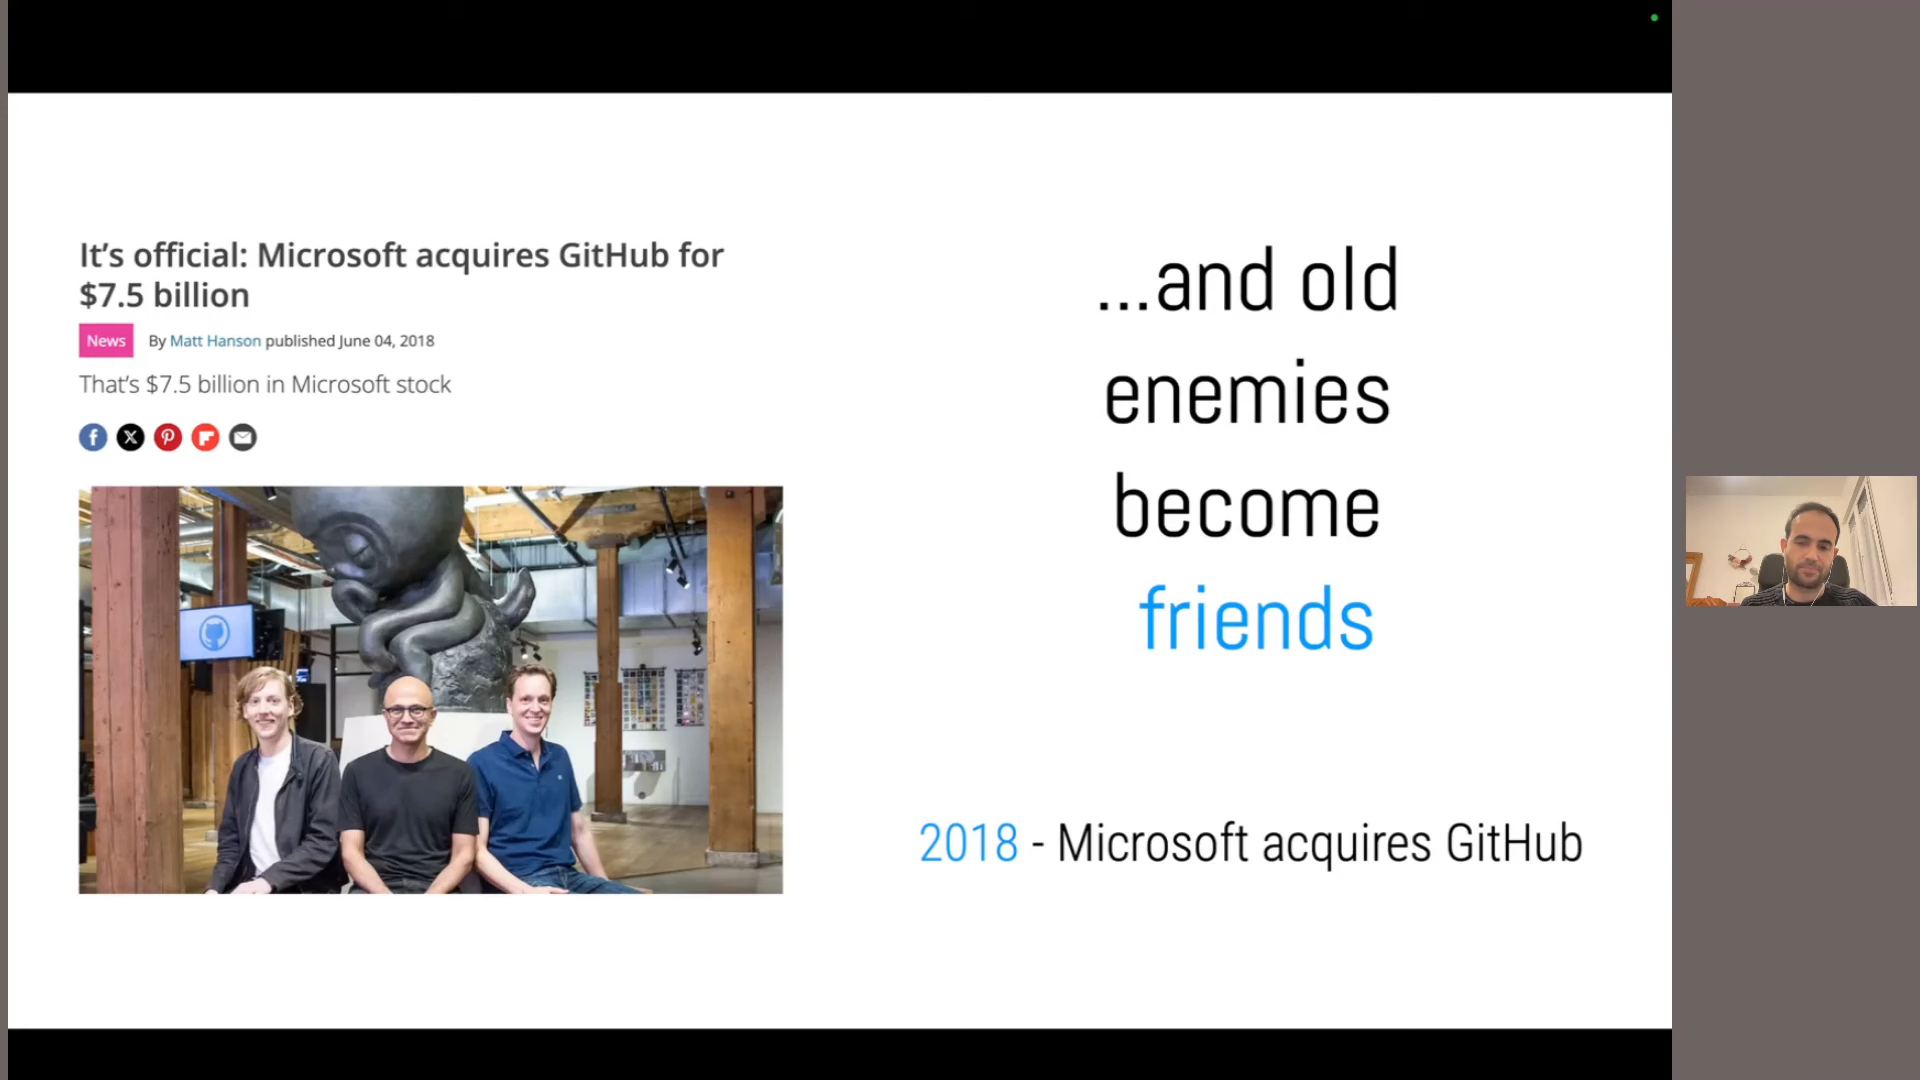 It's official: Microsoft acquires GitHub for
$7.5 billion
News By Matt Hanson published June 04, 2018
That's $7.5 billion in Microsoft stock
...and old
enemies
become
friends
2018 - Microsoft acquires GitHub